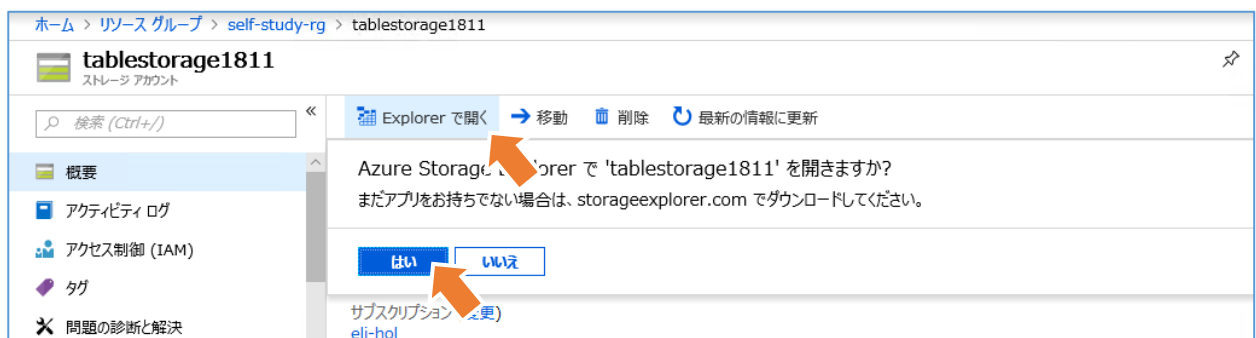 ホーム > リソース グループ > self-study-rg > tablestorage1811
tablestorage1811
ストレージ アカウント
検索 (Ctrl+/)
«
Explorer で開く 移動 削除 最新の情報に更新
概要
アクティビティ ログ
アクセス制御 (IAM)
タグ
問題の診断と解決
Azure Storage で 'tablestorage1811' を開きますか?
まだアプリをお持ちでない場合は、storageexplorer.com でダウンロードしてください。
はい いいえ
サブスクリプション 変更)
eli-hol